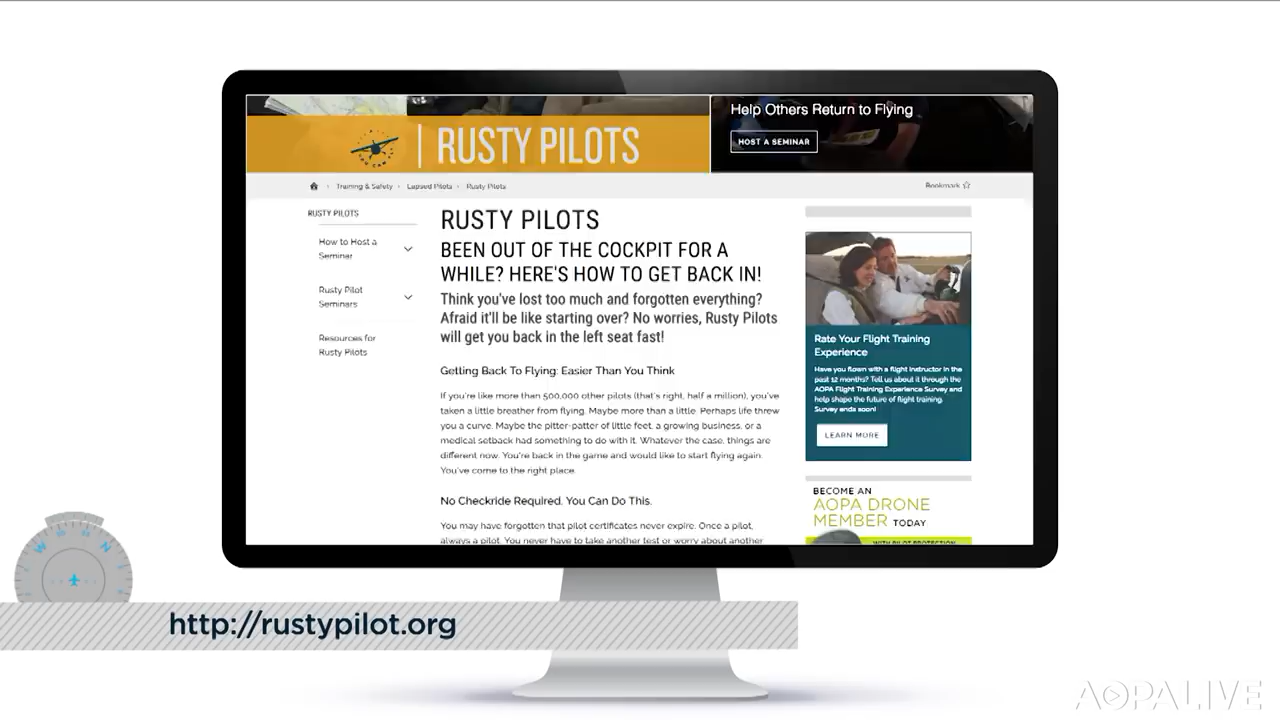 Help Others Return to Flying
HOST A SEMINAR
RUSTY PILOTS
Training & Safety
Lapsed Pilots
Rusty Pilots
Bookmark
RUSTY PILOTS
How to Host a
Seminar
Rusty Pilot
Seminars
Resources for
Rusty Pilots
RUSTY PILOTS
BEEN OUT OF THE COCKPIT FOR A
WHILE? HERE'S HOW TO GET BACK IN!
Think you've lost too much and forgotten everything?
Afraid it'll be like starting over? No worries, Rusty Pilots
will get you back in the left seat fast!
Getting Back To Flying: Easier Than You Think
If you're like more than 500,000 other pilots (that's right, half a million), you've
taken a little breather from flying. Maybe more than a little. Perhaps life threw
you a curve. Maybe the pitter-patter of little feet, a growing business, or a
medical setback had something to do with it. Whatever the case, things are
different now. You're back in the game and would like to start flying again.
You've come to the right place.
No Checkride Required. You Can Do This.
You may have forgotten that pilot certificates never expire. Once a pilot,
always a pilot. You never have to take another test or worry about another
Rate Your Flight Training
Experience
Have you flown with a flight instructor in the
past 12 months? Tell us about it through the
AOPA Flight Training Experience Survey and
help shape the future of flight training.
Survey ends soon!
LEARN MORE
BECOME AN
AOPA DRONE
MEMBER TODAY
WITH PILOT PROTECTION
W
N
http://rustypilot.org
AOPALIVE